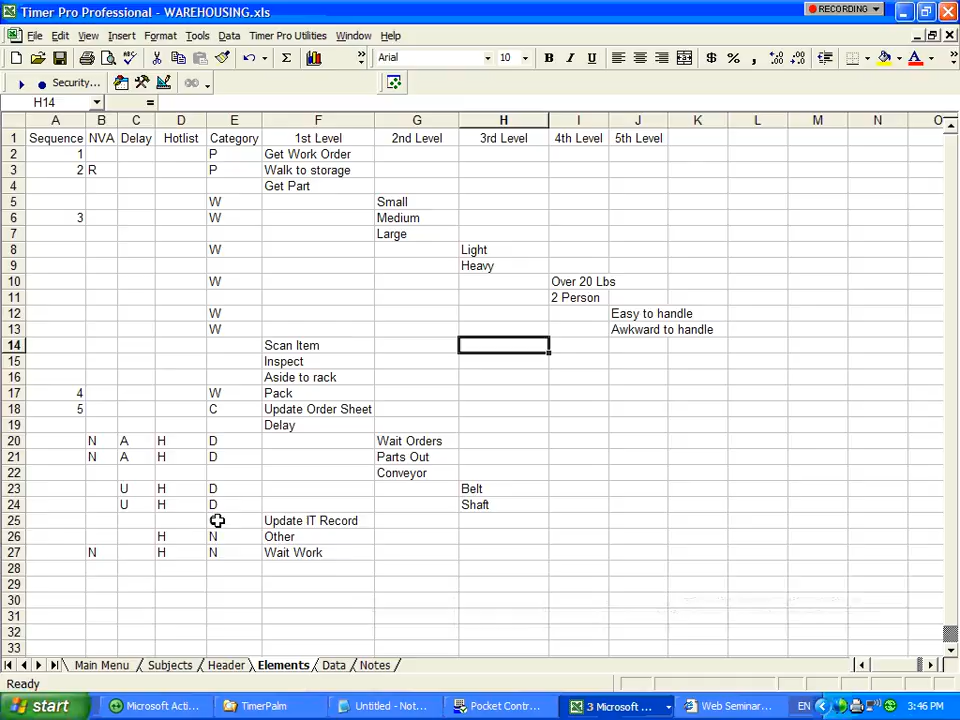 Timer Pro Professional - WAREHOUSING.xls
RECORDING
File Edit View Insert Format Tools Data Timer Pro Utilities Window Help
Arial 10 B I U $ % ,
Security...
H14 =
A B C D E F G H I J K L M N O
1 Sequence NVA Delay Hotlist Category 1st Level 2nd Level 3rd Level 4th Level 5th Level
2 1 P Get Work Order
3 2 R P Walk to storage
4 Get Part
5 W Small
6 3 W Medium
7 Large
8 W Light
9 Heavy
10 W Over 20 Lbs
11 2 Person
12 W Easy to handle
13 W Awkward to handle
14 Scan Item
15 Inspect
16 Aside to rack
17 4 W Pack
18 5 C Update Order Sheet
19 Delay
20 N A H D Wait Orders
21 N A H D Parts Out
22 Conveyor
23 U H D Belt
24 U H D Shaft
25 Update IT Record
26 H N Other
27 N H N Wait Work
28
29
30
31
32
33
Main Menu Subjects Header Elements Data Notes
Ready
start Microsoft Acti... TimerPalm Untitled - Not... Pocket Contr... 3 Microsoft ... Web Seminar... EN 3:46 PM